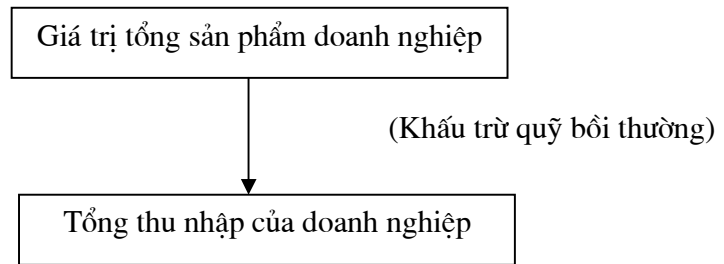 Giá trị tổng sản phẩm doanh nghiệp
(Khấu trừ quỹ bồi thường)
Tổng thu nhập của doanh nghiệp